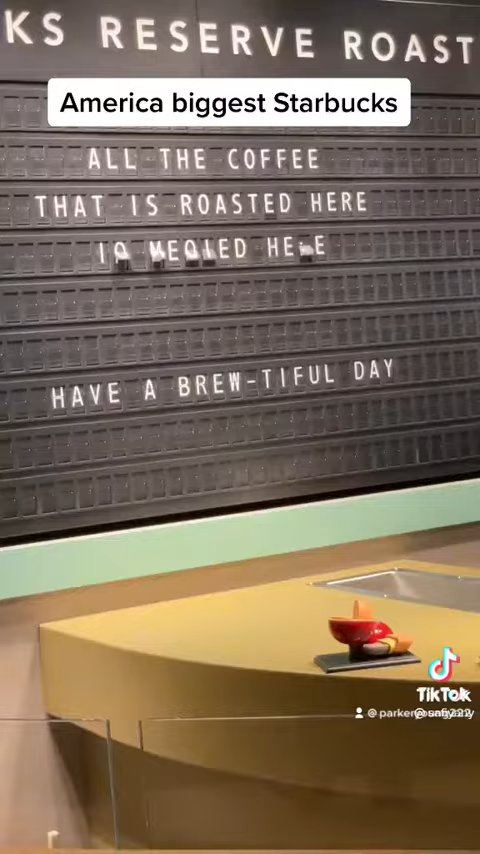 KS RESERVE ROAST
America biggest Starbucks
ALL THE COFFEE
THAT IS ROASTED HERE
HAVE A BREW-TIFUL DAY
TikTok